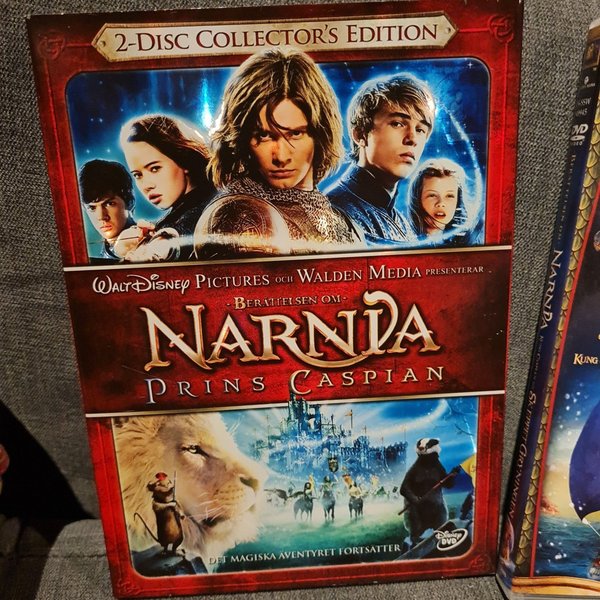 2-Disc Collector's Edition
Walt Disney Pictures och Walden Media presenterar
- Berättelsen om -
Narnia
Prins Caspian
Det magiska äventyret fortsätter
Disney
DVD
DVD
Narnia
Kung